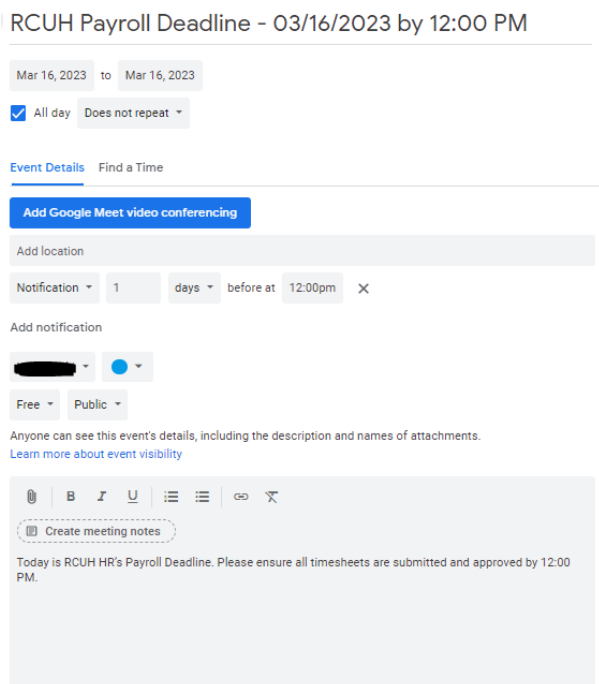 RCUH Payroll Deadline - 03/16/2023 by 12:00 PM
Mar 16, 2023 to Mar 16, 2023
All day Does not repeat
Event Details Find a Time
Add Google Meet video conferencing
Add location
Notification 1 days before at 12:00pm
Add notification
Free Public
Anyone can see this event's details, including the description and names of attachments.
Learn more about event visibility
B I U
Create meeting notes
Today is RCUH HR's Payroll Deadline. Please ensure all timesheets are submitted and approved by 12:00
PM.